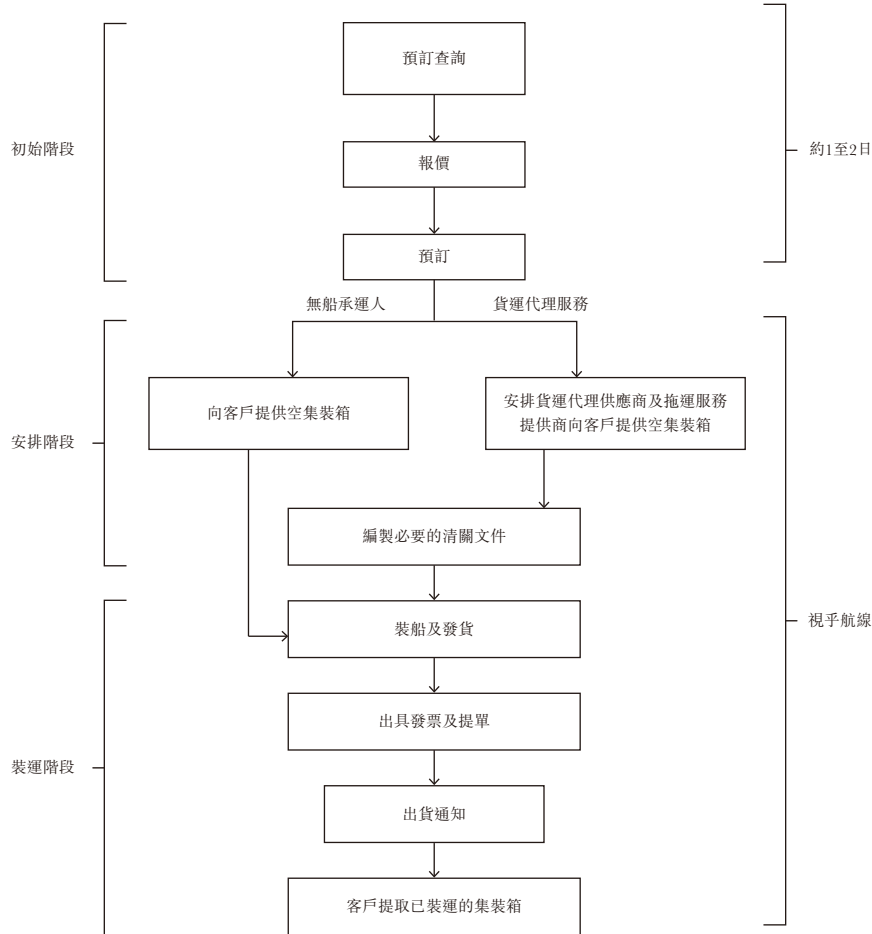 預訂查詢
初始階段
約1至2日
報價
預訂
無船承運人
貨運代理服務
向客戶提供空集裝箱
安排貨運代理供應商及拖運服務
提供商向客戶提供空集裝箱
安排階段
編製必要的清關文件
裝船及發貨
視乎航線
出具發票及提單
裝運階段
出貨通知
客戶提取已裝運的集裝箱